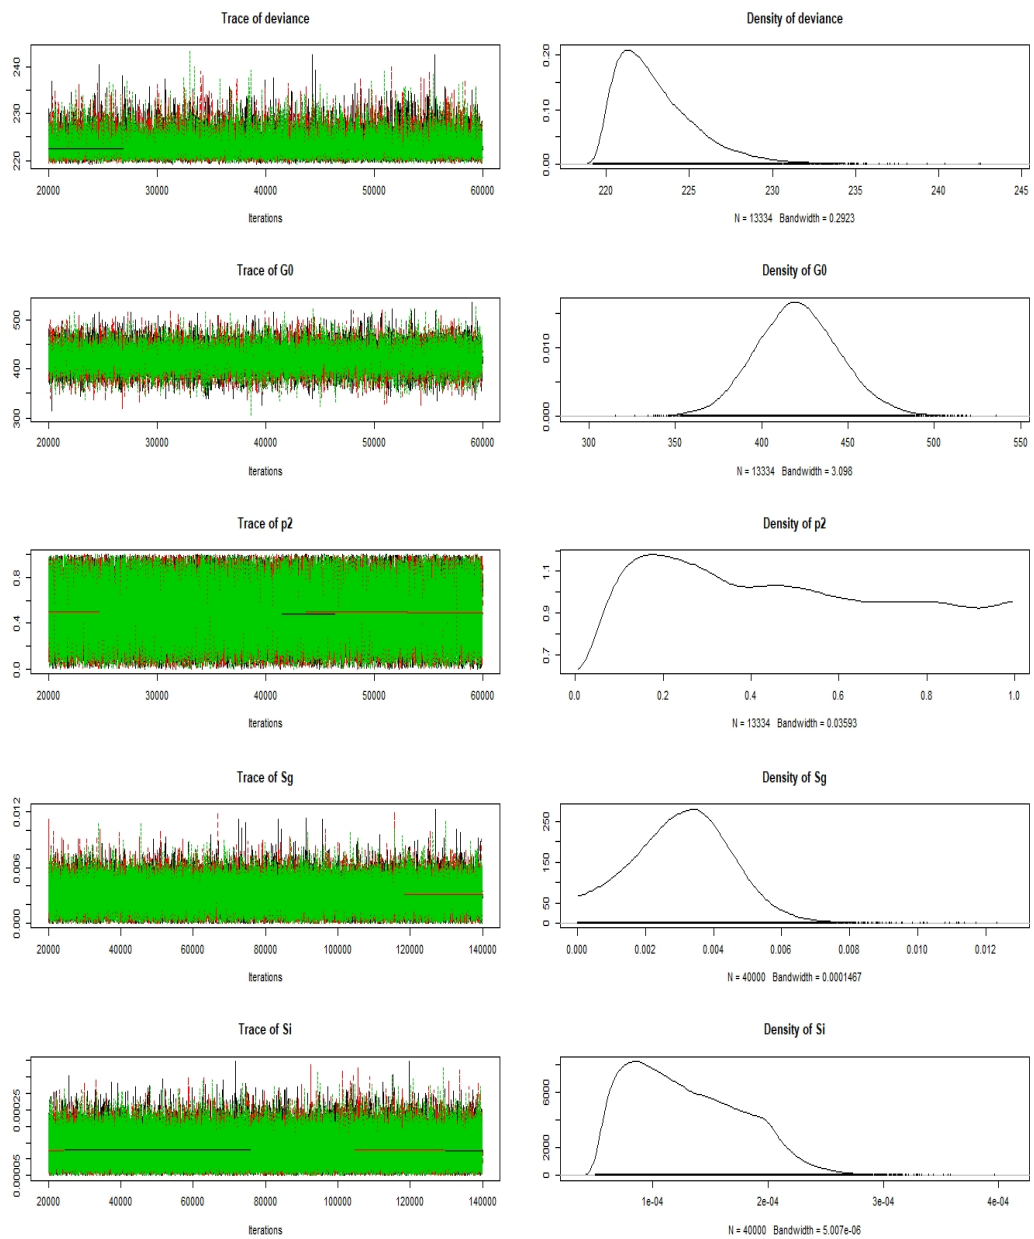 Trace of deviance
Density of deviance
220 230 240
0.00 0.10 0.20
20000 30000 40000 50000 60000
220 225 230 235 240 245
Iterations
N = 13334 Bandwidth = 0.2923
Trace of G0
Density of G0
300 400 500
0.000 0.010
20000 30000 40000 50000 60000
300 350 400 450 500 550
Iterations
N = 13334 Bandwidth = 3.098
Trace of p2
Density of p2
0.0 0.4 0.8
0.7 0.9 1.1
20000 30000 40000 50000 60000
0.0 0.2 0.4 0.6 0.8 1.0
Iterations
N = 13334 Bandwidth = 0.03593
Trace of Sg
Density of Sg
0.000 0.006 0.012
0 50 150 250
20000 40000 60000 80000 100000 120000 140000
0.000 0.002 0.004 0.006 0.008 0.010 0.012
Iterations
N = 40000 Bandwidth = 0.0001467
Trace of Si
Density of Si
0.00005 0.00025
0 2000 6000
20000 40000 60000 80000 100000 120000 140000
1e-04 2e-04 3e-04 4e-04
Iterations
N = 40000 Bandwidth = 5.007e-06